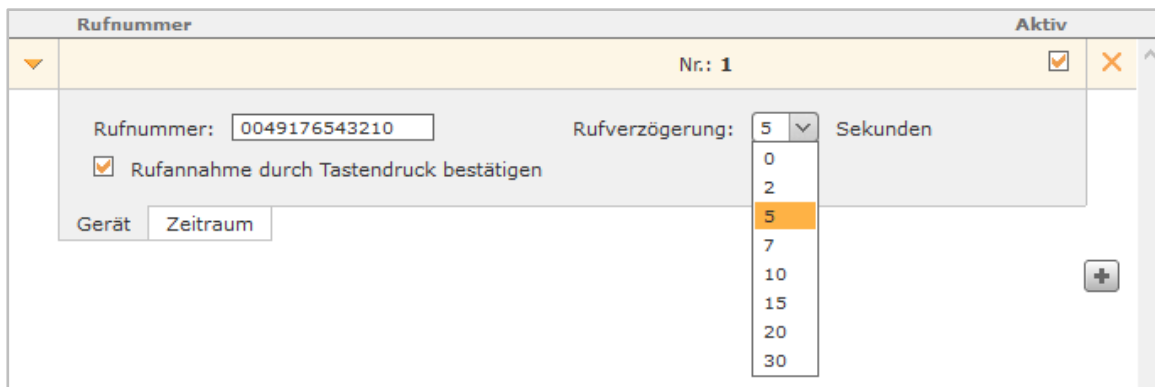 Rufnummer Aktiv
Nr.: 1
Rufnummer: 0049176543210 Rufverzögerung: 5 Sekunden
Rufannahme durch Tastendruck bestätigen
0
2
5
7
10
15
20
30
Gerät Zeitraum